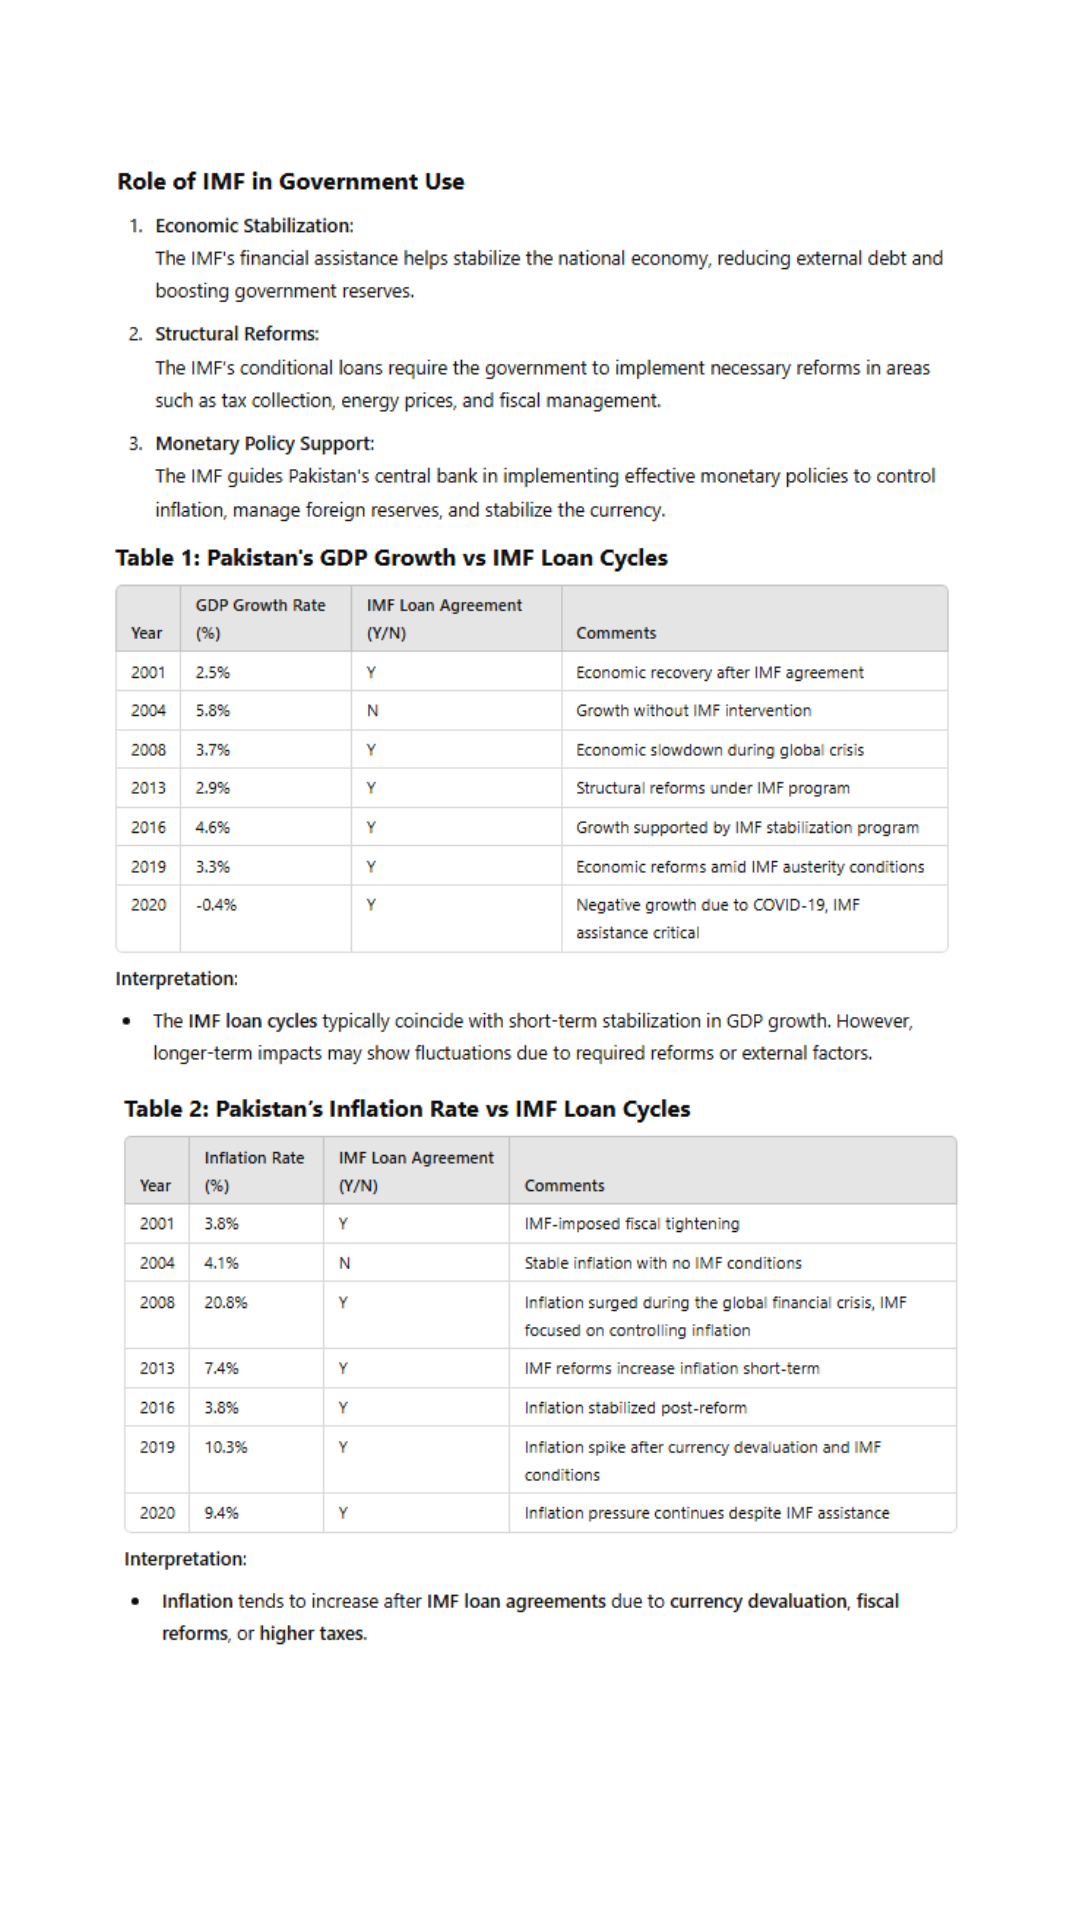 Role of IMF in Government Use
1. Economic Stabilization:
The IMF's financial assistance helps stabilize the national economy, reducing external debt and
boosting government reserves.
2. Structural Reforms:
The IMF's conditional loans require the government to implement necessary reforms in areas
such as tax collection, energy prices, and fiscal management.
3. Monetary Policy Support:
The IMF guides Pakistan's central bank in implementing effective monetary policies to control
inflation, manage foreign reserves, and stabilize the currency.
Table 1: Pakistan's GDP Growth vs IMF Loan Cycles
GDP Growth Rate IMF Loan Agreement
Year (%) (Y/N) Comments
2001 2.5% Y Economic recovery after IMF agreement
2004 5.8% N Growth without IMF intervention
2008 3.7% Y Economic slowdown during global crisis
2013 2.9% Y Structural reforms under IMF program
2016 4.6% Y Growth supported by IMF stabilization program
2019 3.3% Y Economic reforms amid IMF austerity conditions
2020 -0.4% Y Negative growth due to COVID-19, IMF
assistance critical
Interpretation:
• The IMF loan cycles typically coincide with short-term stabilization in GDP growth. However,
longer-term impacts may show fluctuations due to required reforms or external factors.
Table 2: Pakistan's Inflation Rate vs IMF Loan Cycles
Inflation Rate IMF Loan Agreement
Year (%) (Y/N) Comments
2001 3.8% Y IMF-imposed fiscal tightening
2004 4.1% N Stable inflation with no IMF conditions
2008 20.8% Y Inflation surged during the global financial crisis, IMF
focused on controlling inflation
2013 7.4% Y IMF reforms increase inflation short-term
2016 3.8% Y Inflation stabilized post-reform
2019 10.3% Y Inflation spike after currency devaluation and IMF
conditions
2020 9.4% Y Inflation pressure continues despite IMF assistance
Interpretation:
• Inflation tends to increase after IMF loan agreements due to currency devaluation, fiscal
reforms, or higher taxes.